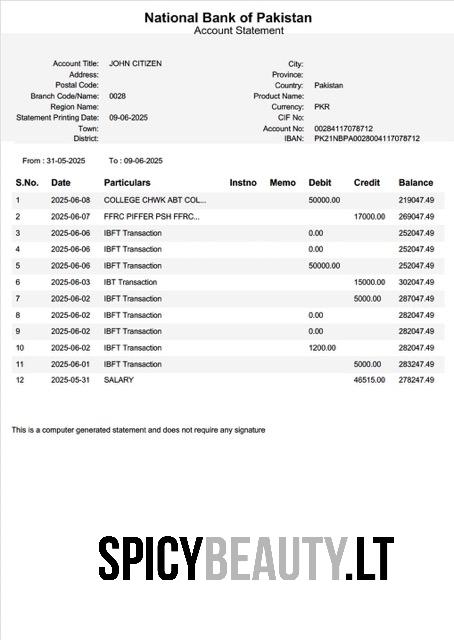 National Bank of Pakistan
Account Statement
Account Title: JOHN CITIZEN City:
Address: Province:
Postal Code: Country: Pakistan
Branch Code/Name: 0028 Product Name:
Region Name: Currency: PKR
Statement Printing Date: 09-06-2025 CIF No:
Town: Account No: 00284117078712
District: IBAN: PK21NBPA0028004117078712
From : 31-05-2025 To : 09-06-2025
S.No. Date Particulars Instno Memo Debit Credit Balance
1 2025-06-08 COLLEGE CHWK ABT COL... 50000.00 219047.49
2 2025-06-07 FFRC PIFFER PSH FFRC... 17000.00 269047.49
3 2025-06-06 IBFT Transaction 0.00 252047.49
4 2025-06-06 IBFT Transaction 0.00 252047.49
5 2025-06-06 IBFT Transaction 50000.00 252047.49
6 2025-06-03 IBT Transaction 15000.00 302047.49
7 2025-06-02 IBFT Transaction 5000.00 287047.49
8 2025-06-02 IBFT Transaction 0.00 282047.49
9 2025-06-02 IBFT Transaction 0.00 282047.49
10 2025-06-02 IBFT Transaction 1200.00 282047.49
11 2025-06-01 IBFT Transaction 5000.00 283247.49
12 2025-05-31 SALARY 46515.00 278247.49
This is a computer generated statement and does not require any signature
SPICYBEAUTY.LT